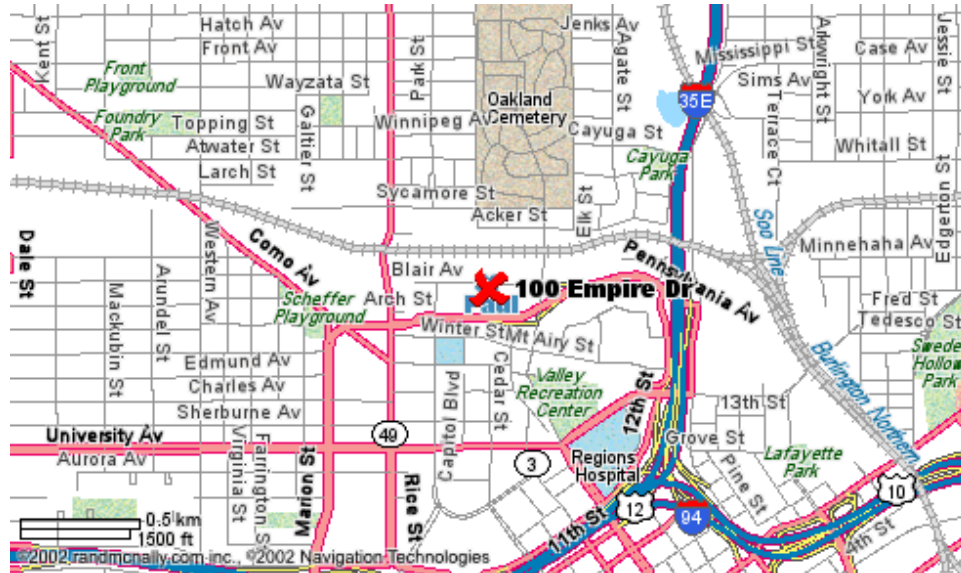 Kent St
Hatch Av
Front Av
Park St
Jenks Av
Agate St
Mississippi St
Arkwright St
Case Av
Jessie St
Front
Playground
Wayzata St
35E
Sims Av
York Av
Oakland
Cemetery
Foundry
Park
Topping St
Galtier St
Winnipeg Av
Cayuga St
Terrace Ct
Whitall St
Atwater St
Larch St
Cayuga
Park
Sycamore St
Acker St
Elk St
Edgerton St
Dale St
Western Av
Como Av
Soo Line
Minnehaha Av
Blair Av
Pennsylvania Av
100 Empire Dr
Paul
Mackubin St
Arundel St
Scheffer
Playground
Arch St
Fred St
Tedesco St
Winter St
Mt Airy St
Edmund Av
Charles Av
Cedar St
Valley
Recreation
Center
Burlington Northern
Swede
Hollow
Park
Sherburne Av
Capitol Blvd
12th St
13th St
University Av
49
Grove St
Aurora Av
Virginia St
Farrington St
Marion St
Rice St
3
Regions
Hospital
Pine St
Lafayette
Park
10
12
94
11th St
4th St
0.5 km
1500 ft
©2002 randmcnally.com inc., ©2002 Navigation Technologies